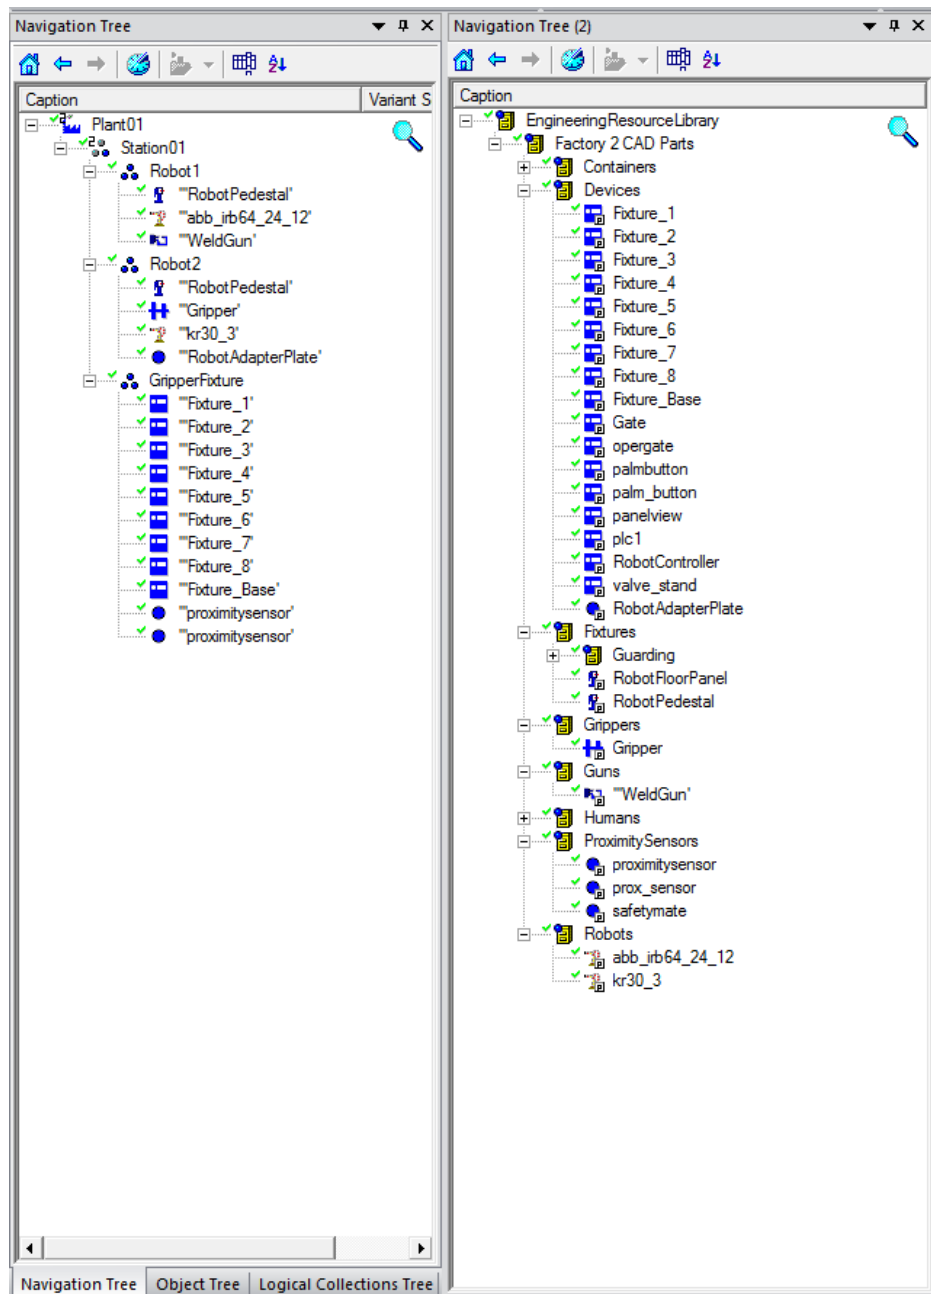 Navigation Tree
Caption
Variant S
Plant01
Station01
Robot1
'"RobotPedestal'
'"abb_irb64_24_12'
'"WeldGun'
Robot2
'"RobotPedestal'
'"Gripper'
'"kr30_3'
'"RobotAdapterPlate'
GripperFixture
'"Fixture_1'
'"Fixture_2'
'"Fixture_3'
'"Fixture_4'
'"Fixture_5'
'"Fixture_6'
'"Fixture_7'
'"Fixture_8'
'"Fixture_Base'
'"proximitysensor'
'"proximitysensor'
Navigation Tree
Object Tree
Logical Collections Tree
Navigation Tree (2)
Caption
EngineeringResourceLibrary
Factory 2 CAD Parts
Containers
Devices
Fixture_1
Fixture_2
Fixture_3
Fixture_4
Fixture_5
Fixture_6
Fixture_7
Fixture_8
Fixture_Base
Gate
opergate
palmbutton
palm_button
panelview
plc1
RobotController
valve_stand
RobotAdapterPlate
Fixtures
Guarding
RobotFloorPanel
RobotPedestal
Grippers
Gripper
Guns
'"WeldGun'
Humans
ProximitySensors
proximitysensor
prox_sensor
safetymate
Robots
abb_irb64_24_12
kr30_3